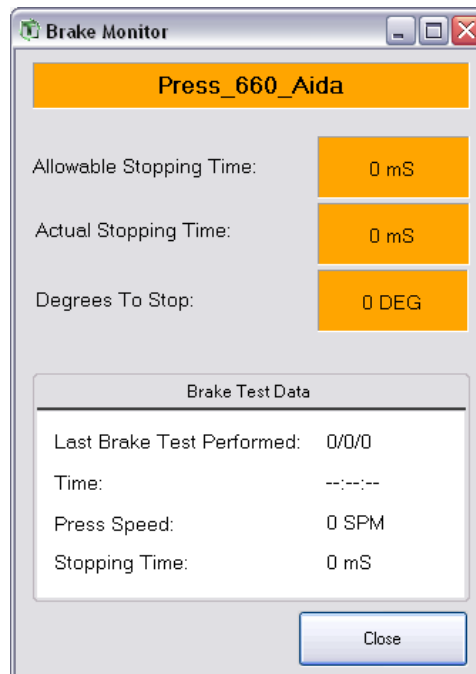 Brake Monitor
Press_660_Aida
Allowable Stopping Time: 0 mS
Actual Stopping Time: 0 mS
Degrees To Stop: 0 DEG
Brake Test Data
Last Brake Test Performed: 0/0/0
Time: --:--:--
Press Speed: 0 SPM
Stopping Time: 0 mS
Close